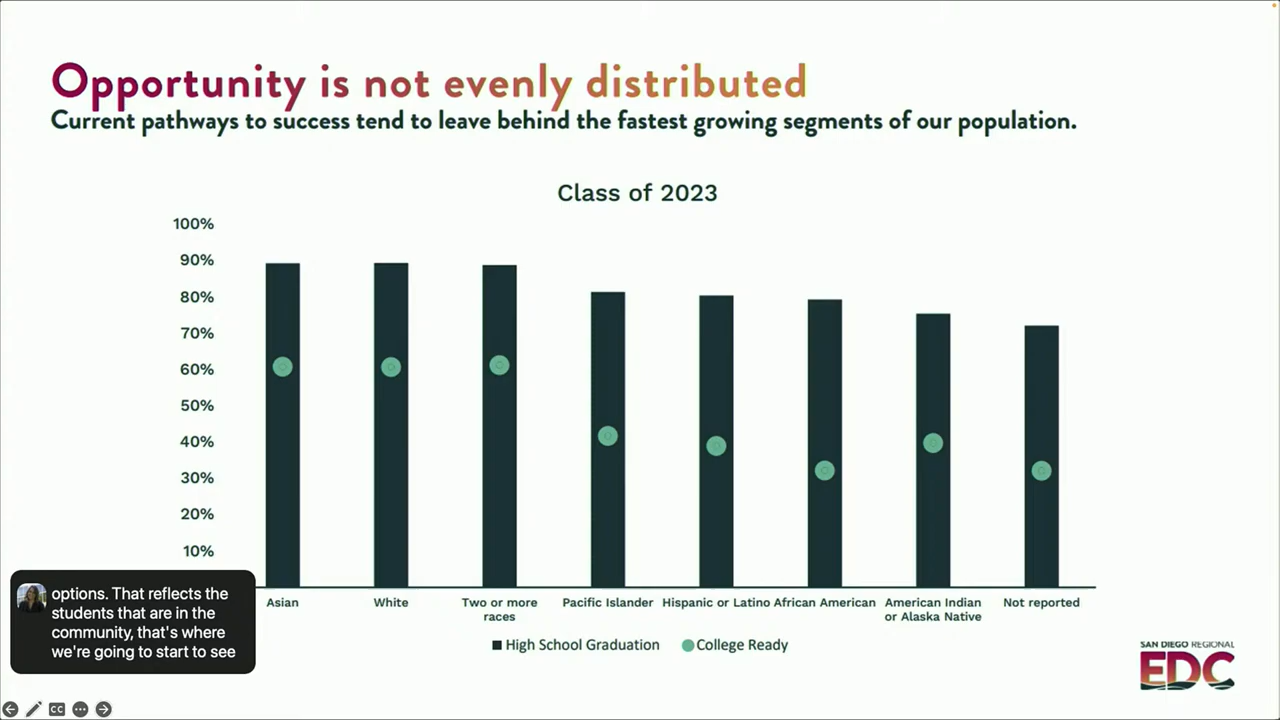 Opportunity is not evenly distributed
Current pathways to success tend to leave behind the fastest growing segments of our population.
Class of 2023
100%
90%
80%
70%
60%
50%
40%
30%
20%
10%
Asian
White
Two or more
races
Pacific Islander
Hispanic or Latino
African American
American Indian
or Alaska Native
Not reported
High School Graduation
College Ready
options. That reflects the
students that are in the
community, that's where
we're going to start to see
SAN DIEGO REGIONAL
EDC
CC